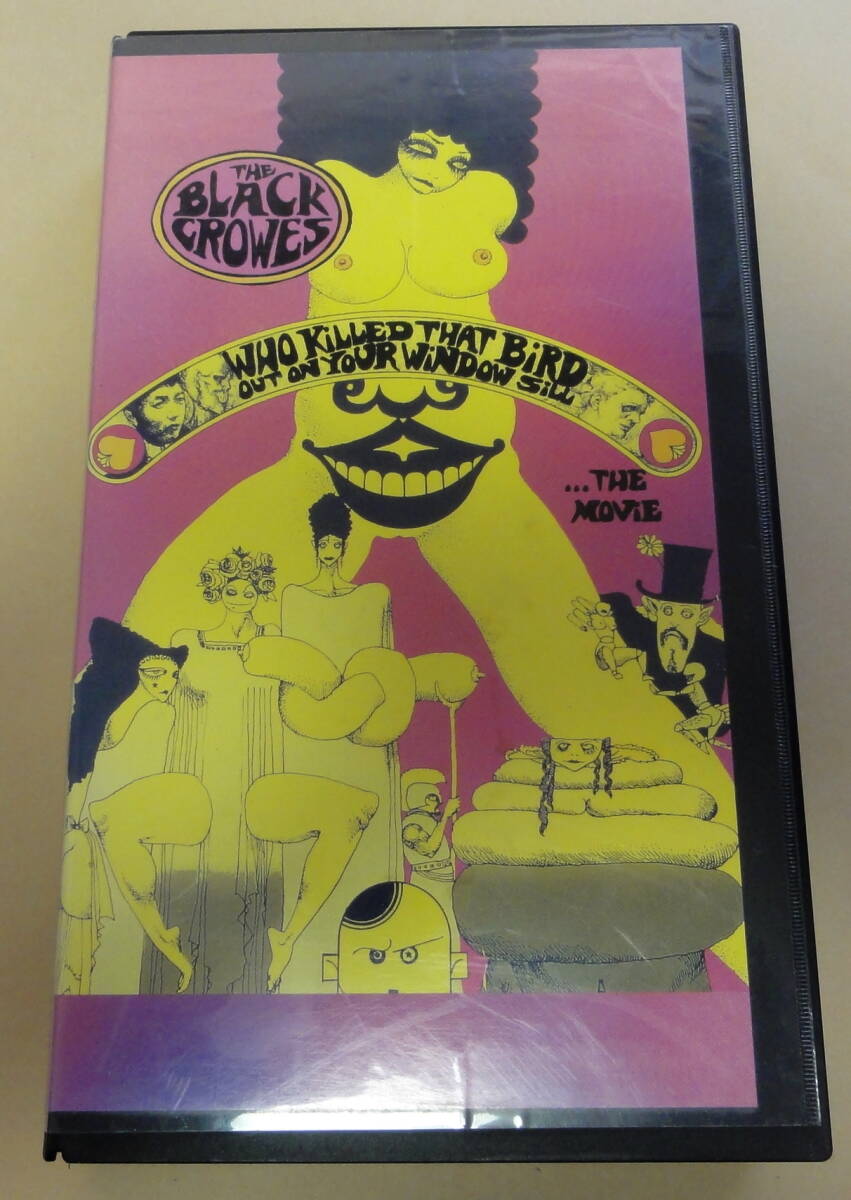 THE
BLACK
CROWES
WHO KiLLED THAT BiRD
OUT ON YOUR WiNDOW SiLL
...THE
MOViE